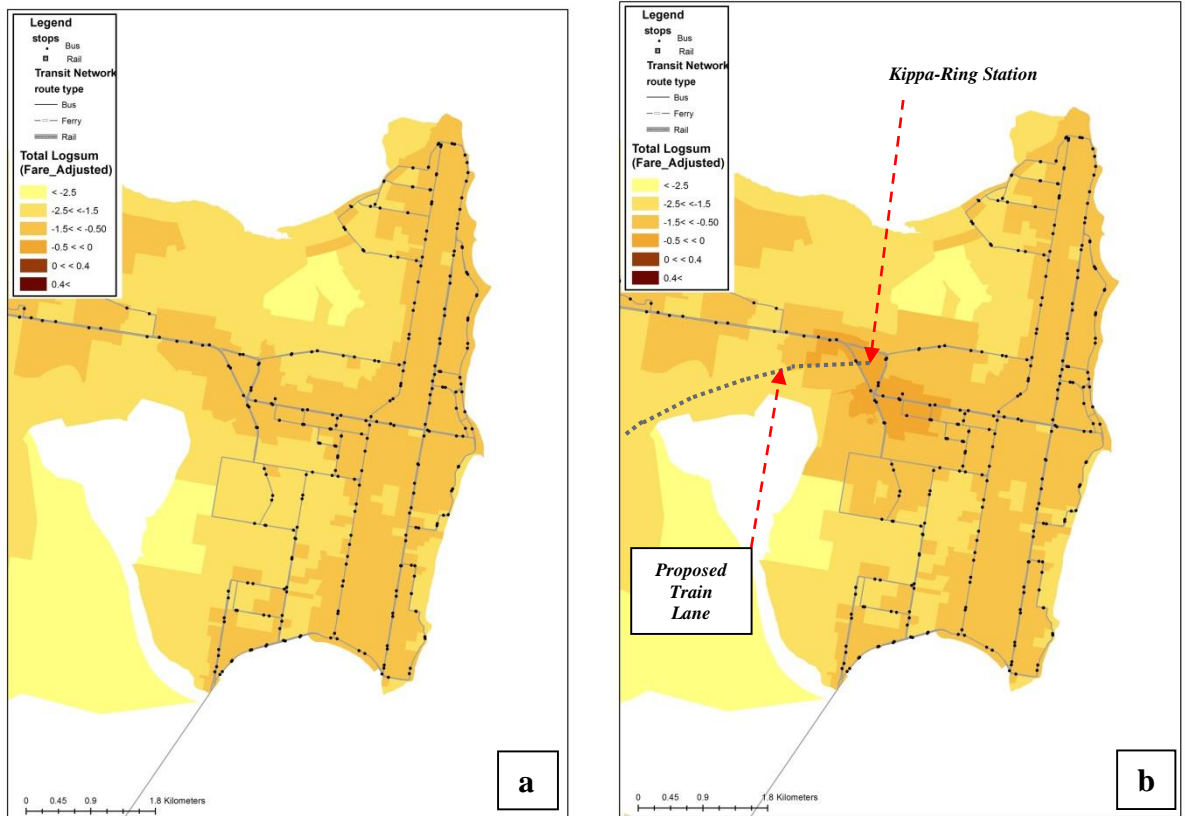 Legend
stops
Bus
Rail
Transit Network
route type
Bus
Ferry
Rail
Total Logsum
(Fare_Adjusted)
< -2.5
-2.5< <-1.5
-1.5< < -0.50
-0.5 < < 0
0 < < 0.4
0.4<
0 0.45 0.9 1.8 Kilometers
a
Legend
stops
Bus
Rail
Transit Network
route type
Bus
Ferry
Rail
Total Logsum
(Fare_Adjusted)
< -2.5
-2.5< <-1.5
-1.5< < -0.50
-0.5 < < 0
0 < < 0.4
0.4<
Kippa-Ring Station
Proposed
Train
Lane
0 0.45 0.9 1.8 Kilometers
b